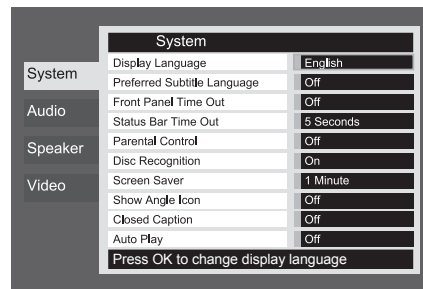 System
System
Audio
Speaker
Video
Display Language English
Preferred Subtitle Language Off
Front Panel Time Out Off
Status Bar Time Out 5 Seconds
Parental Control Off
Disc Recognition On
Screen Saver 1 Minute
Show Angle Icon Off
Closed Caption Off
Auto Play Off
Press OK to change display language